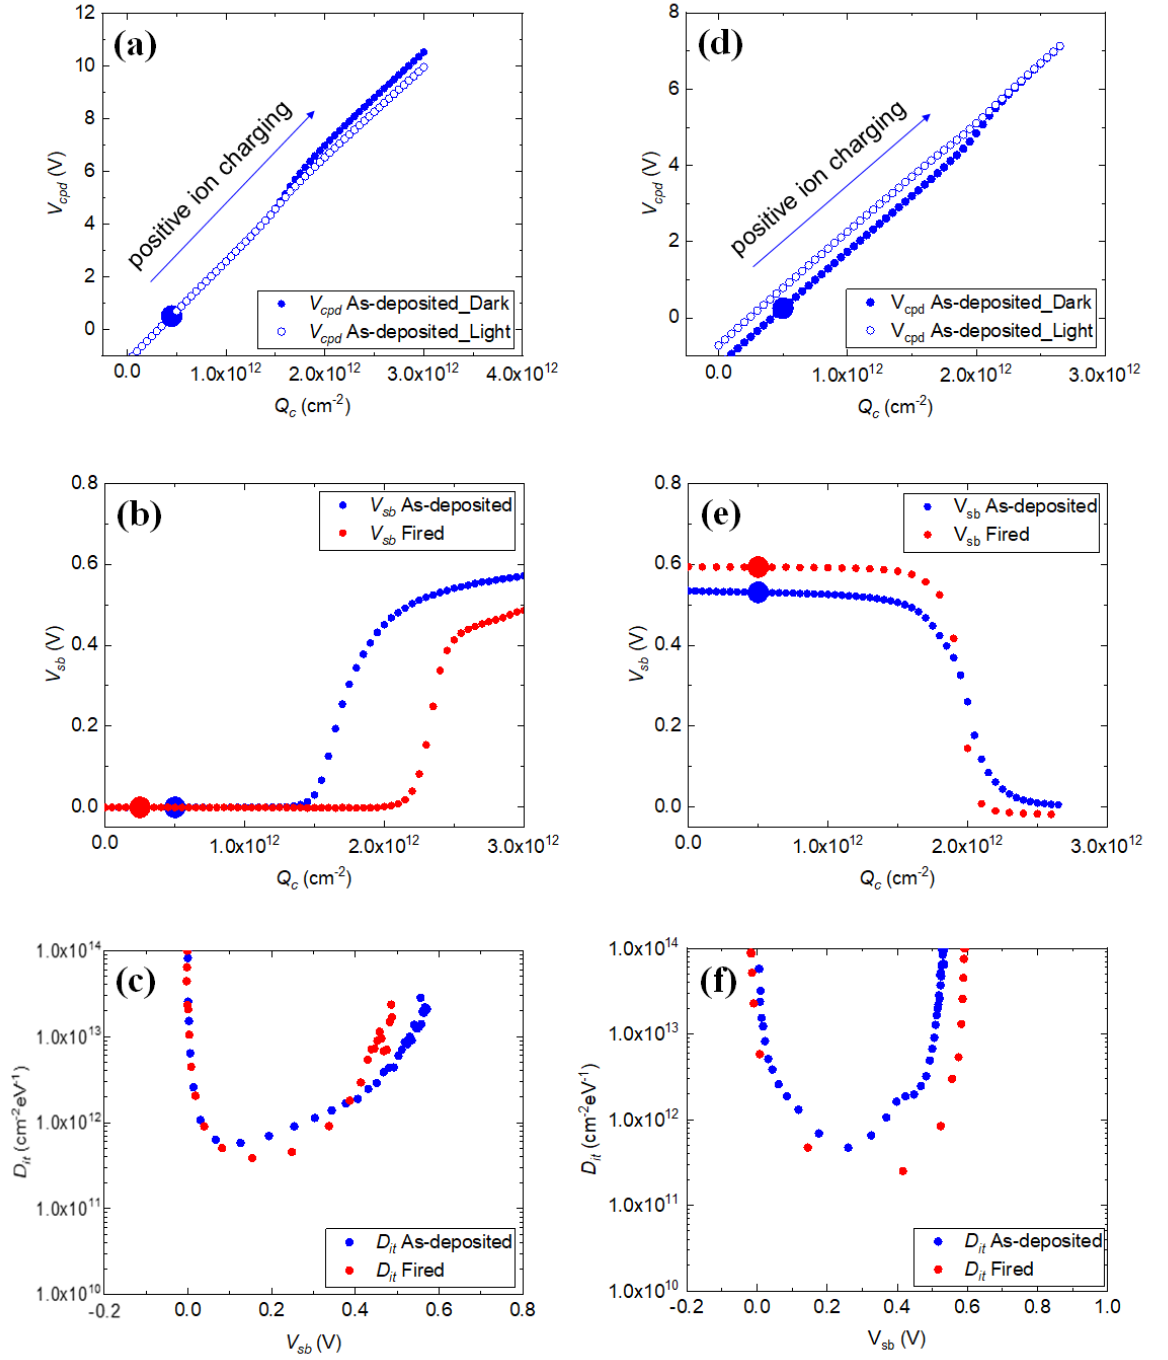 (a)
12
10
8
6
4
2
0
V_cpd (V)
positive ion charging
V_cpd As-deposited_Dark
V_cpd As-deposited_Light
0.0 1.0x10^12 2.0x10^12 3.0x10^12 4.0x10^12
Q_c (cm^-2)
(d)
8
6
4
2
0
V_cpd (V)
positive ion charging
V_cpd As-deposited_Dark
V_cpd As-deposited_Light
0.0 1.0x10^12 2.0x10^12 3.0x10^12
Q_c (cm^-2)
(b)
0.8
0.6
0.4
0.2
0.0
V_sb (V)
V_sb As-deposited
V_sb Fired
0.0 1.0x10^12 2.0x10^12 3.0x10^12
Q_c (cm^-2)
(e)
0.8
0.6
0.4
0.2
0.0
V_sb (V)
V_sb As-deposited
V_sb Fired
0.0 1.0x10^12 2.0x10^12 3.0x10^12
Q_c (cm^-2)
(c)
1.0x10^14
1.0x10^13
1.0x10^12
1.0x10^11
1.0x10^10
D_it (cm^-2eV^-1)
D_it As-deposited
D_it Fired
-0.2 0.0 0.2 0.4 0.6 0.8
V_sb (V)
(f)
1.0x10^14
1.0x10^13
1.0x10^12
1.0x10^11
1.0x10^10
D_it (cm^-2eV^-1)
D_it As-deposited
D_it Fired
-0.2 0.0 0.2 0.4 0.6 0.8 1.0
V_sb (V)